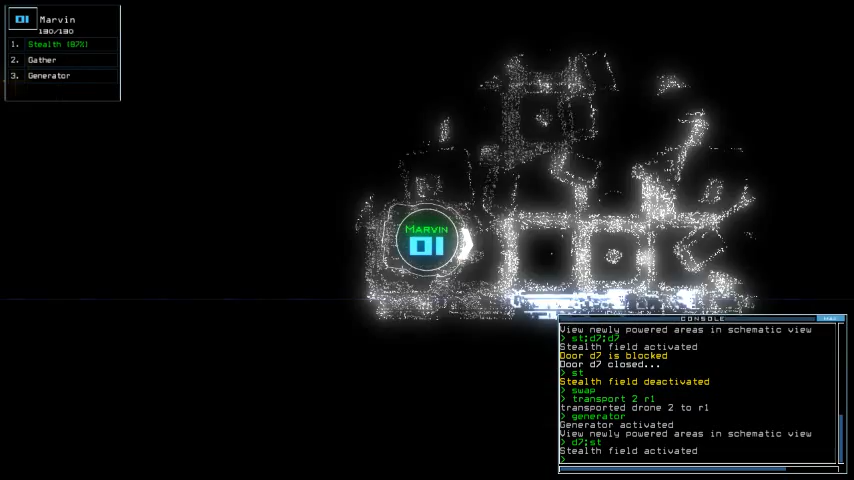 01 Marvin
130/130
1. Stealth (87%)
2. Gather
3. Generator
MARVIN
01
CONSOLE
View newly powered areas in schematic view
> st;d7;d7
Stealth field activated
Door d7 is blocked
Door d7 closed...
> st
Stealth field deactivated
> swap
> transport 2 r1
transported drone 2 to r1
> generator
Generator activated
View newly powered areas in schematic view
> d7;st
Stealth field activated
>